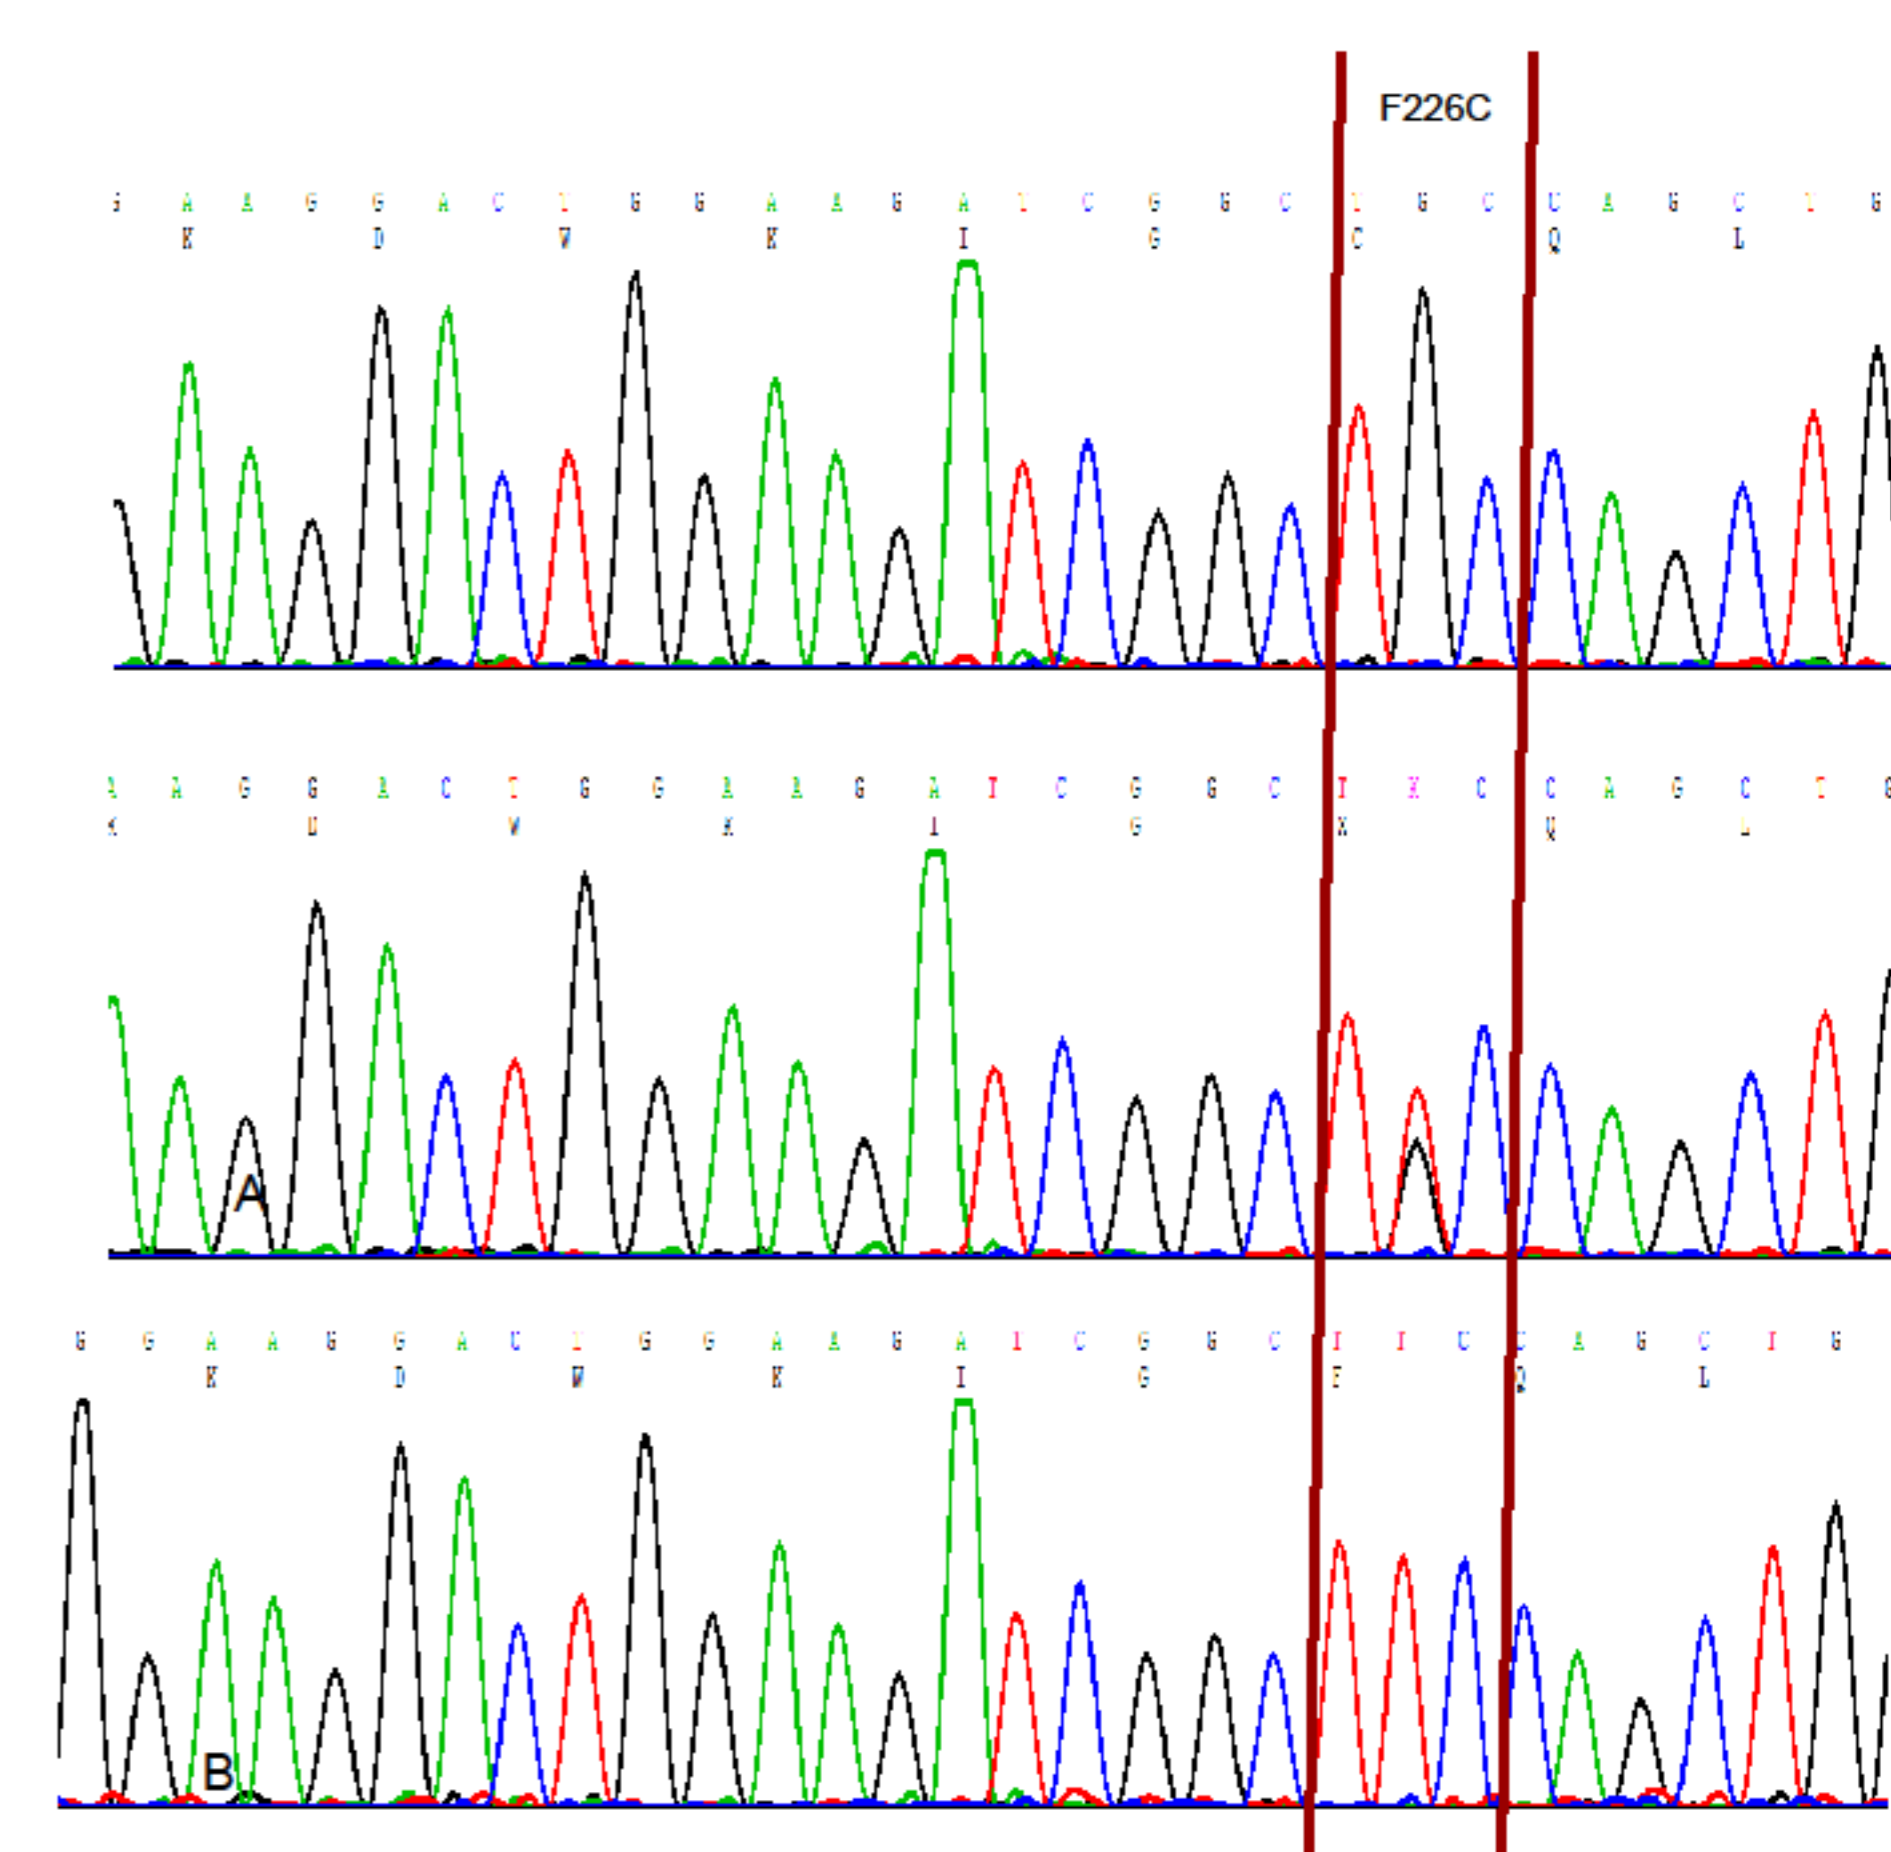 F226C
G A A G G A C T G G A A G A T C G G C T G C C A G C T G
K D W K I G C Q L
A A G G A C T G G A A G A T C G G C T K C C A G C T G
K D W K I G X Q L
A
G G A A G G A C T G G A A G A T C G G C T T C C A G C T G
K D W K I G F Q L
B